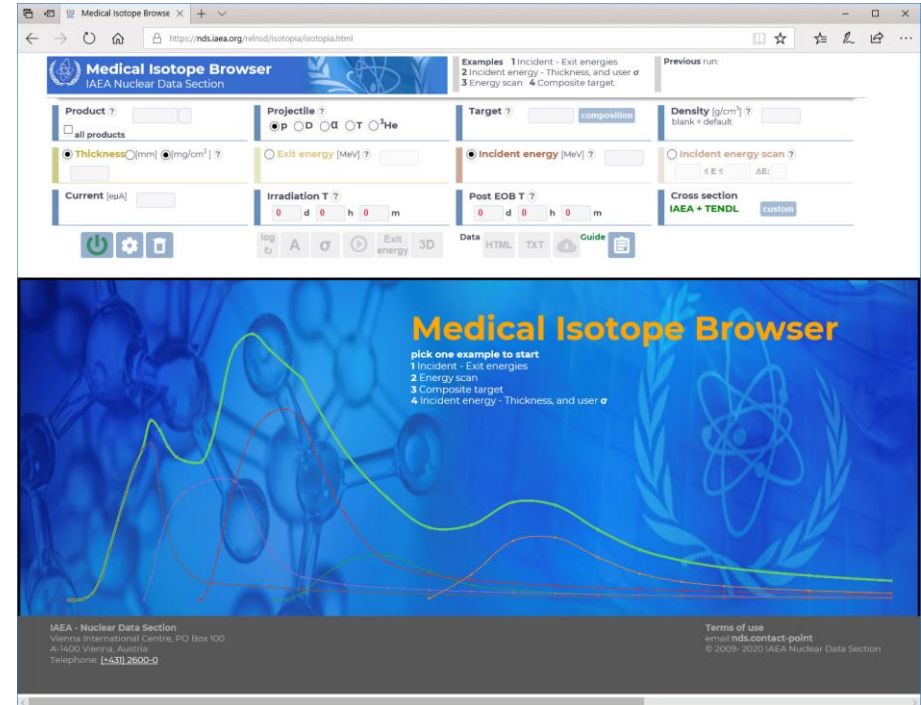 Medical Isotope Browse
https://nds.iaea.org/relnsd/isotopia/isotopia.html
Medical Isotope Browser
IAEA Nuclear Data Section
Examples 1 Incident - Exit energies
2 Incident energy - Thickness, and user σ
3 Energy scan 4 Composite target
Previous run:
Product ?
all products
Projectile ?
p D α T ³He
Target ? composition
Density [g/cm³] ?
blank = default
Thickness [mm] [mg/cm²] ?
Exit energy [MeV] ?
Incident energy [MeV] ?
Incident energy scan ?
≤ E ≤ ΔE:
Current [eμA]
Irradiation T ?
0 d 0 h 0 m
Post EOB T ?
0 d 0 h 0 m
Cross section
IAEA + TENDL custom
log A σ Exit energy 3D
Data HTML TXT Guide
Medical Isotope Browser
pick one example to start
1 Incident - Exit energies
2 Energy scan
3 Composite target
4 Incident energy - Thickness, and user σ
IAEA - Nuclear Data Section
Vienna International Centre, PO Box 100
A-1400 Vienna, Austria
Telephone: (+431) 2600-0
Terms of use
email:nds.contact-point
© 2009- 2020 IAEA Nuclear Data Section